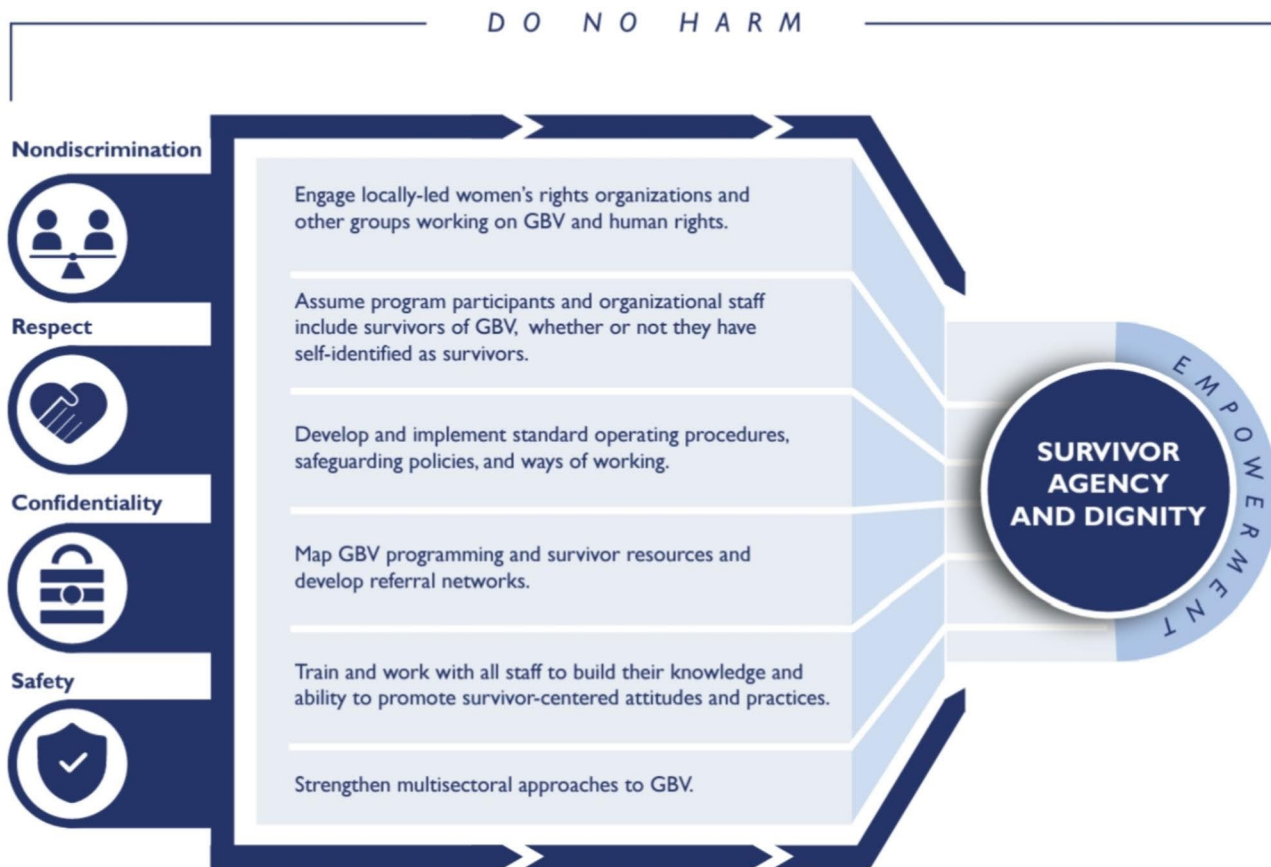 DO NO HARM
Nondiscrimination
Respect
Confidentiality
Safety
Engage locally-led women's rights organizations and
other groups working on GBV and human rights.
Assume program participants and organizational staff
include survivors of GBV, whether or not they have
self-identified as survivors.
Develop and implement standard operating procedures,
safeguarding policies, and ways of working.
Map GBV programming and survivor resources and
develop referral networks.
Train and work with all staff to build their knowledge and
ability to promote survivor-centered attitudes and practices.
Strengthen multisectoral approaches to GBV.
SURVIVOR
AGENCY
AND DIGNITY
EMPOWERMENT